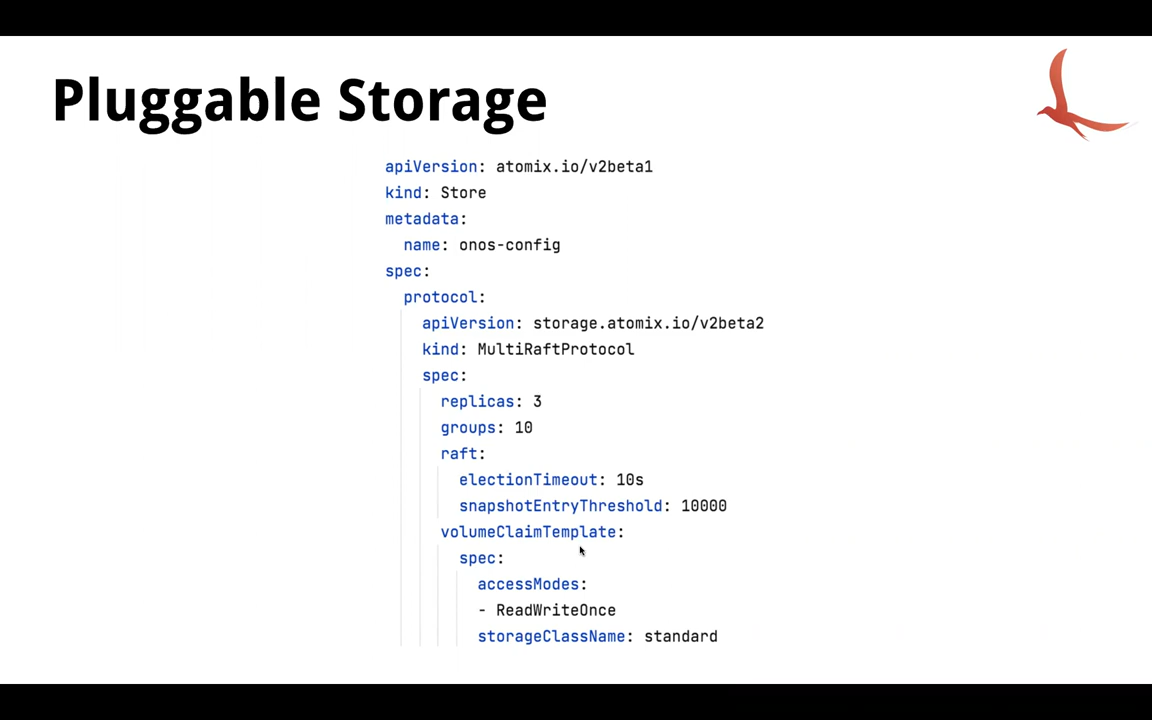 Pluggable Storage
apiVersion: atomix.io/v2beta1
kind: Store
metadata:
  name: onos-config
spec:
  protocol:
    apiVersion: storage.atomix.io/v2beta2
    kind: MultiRaftProtocol
    spec:
      replicas: 3
      groups: 10
      raft:
        electionTimeout: 10s
        snapshotEntryThreshold: 10000
      volumeClaimTemplate:
        spec:
          accessModes:
          - ReadWriteOnce
          storageClassName: standard